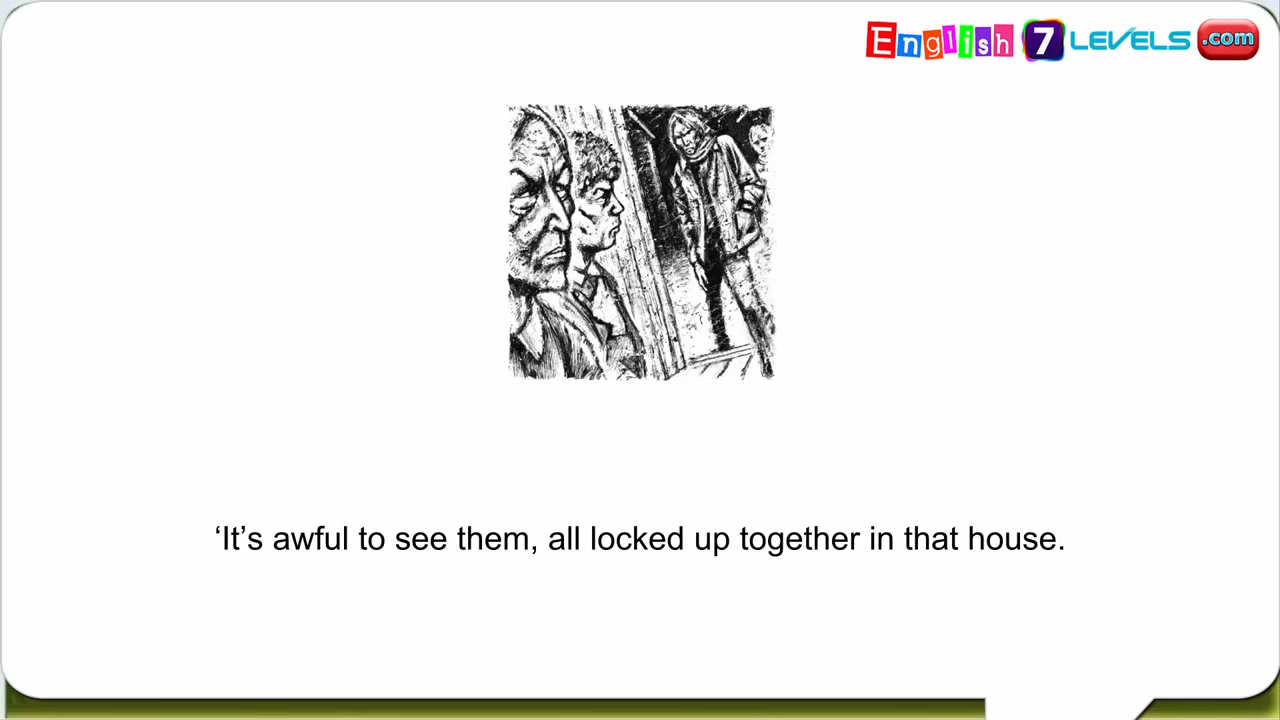 English 7 LEVELS .com
‘It’s awful to see them, all locked up together in that house.